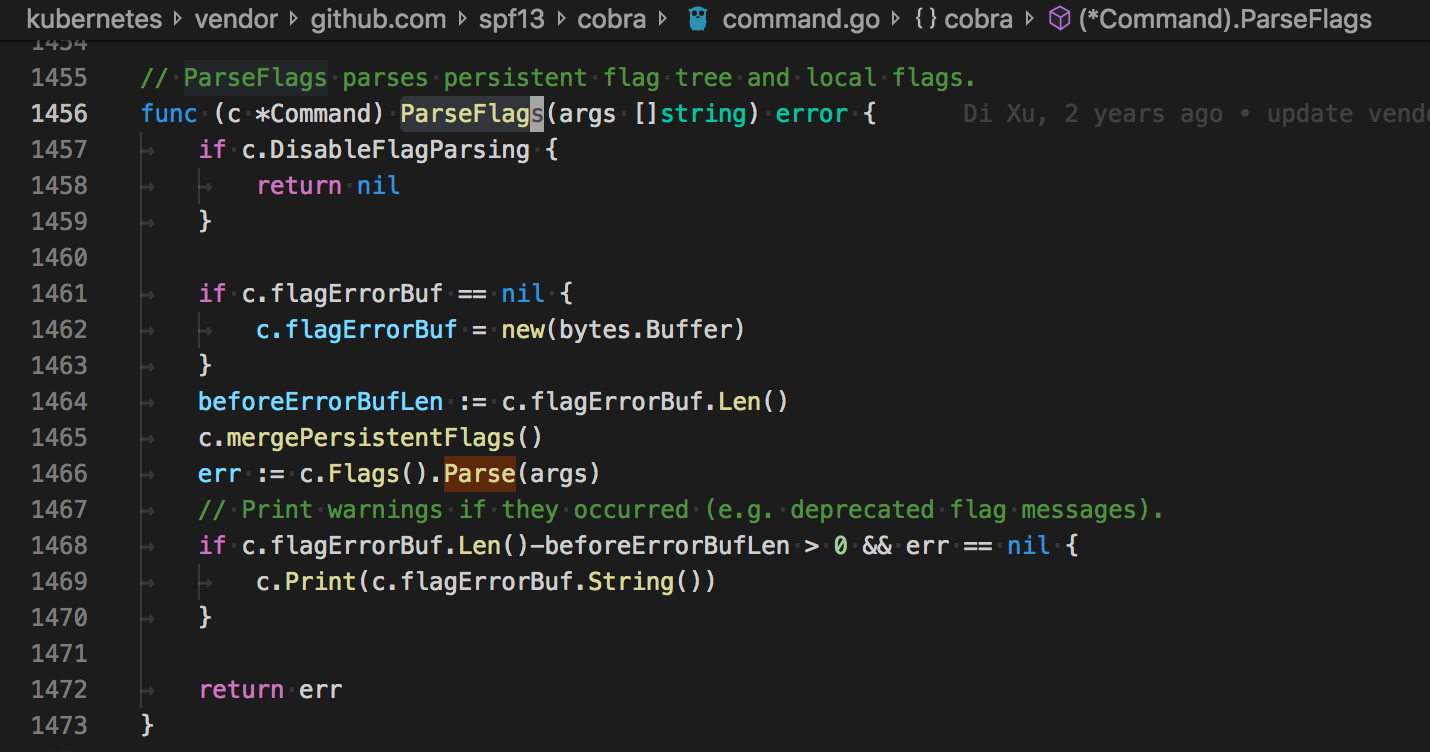 kubernetes › vendor › github.com › spf13 › cobra › command.go › {} cobra › (*Command).ParseFlags
1454
1455 // ParseFlags parses persistent flag tree and local flags.
1456 func (c *Command) ParseFlags(args []string) error { Di Xu, 2 years ago • update
1457 if c.DisableFlagParsing {
1458 return nil
1459 }
1460
1461 if c.flagErrorBuf == nil {
1462 c.flagErrorBuf = new(bytes.Buffer)
1463 }
1464 beforeErrorBufLen := c.flagErrorBuf.Len()
1465 c.mergePersistentFlags()
1466 err := c.Flags().Parse(args)
1467 // Print warnings if they occurred (e.g. deprecated flag messages).
1468 if c.flagErrorBuf.Len()-beforeErrorBufLen > 0 && err == nil {
1469 c.Print(c.flagErrorBuf.String())
1470 }
1471
1472 return err
1473 }